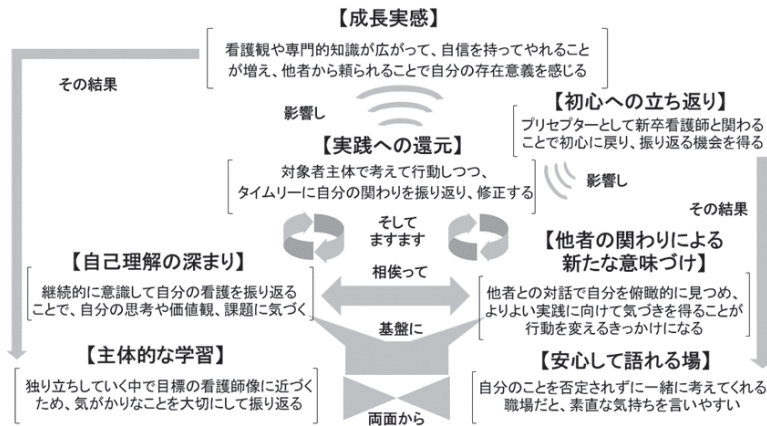 【成長実感】
看護観や専門的知識が広がって、自信を持ってやれること
が増え、他者から頼られることで自分の存在意義を感じる
その結果
影響し
【初心への立ち返り】
プリセプターとして新卒看護師と関わる
ことで初心に戻り、振り返る機会を得る
【実践への還元】
対象者主体で考えて行動しつつ、
タイムリーに自分の関わりを振り返り、修正する
影響し
その結果
そして
ますます
【自己理解の深まり】
継続的に意識して自分の看護を振り返る
ことで、自分の思考や価値観、課題に気づく
相俟って
【他者の関わりによる
新たな意味づけ】
他者との対話で自分を俯瞰的に見つめ、
よりよい実践に向けて気づきを得ることが
行動を変えるきっかけになる
基盤に
【主体的な学習】
独り立ちしていく中で目標の看護師像に近づく
ため、気がかりなことを大切にして振り返る
両面から
【安心して語れる場】
自分のことを否定されずに一緒に考えてくれる
職場だと、素直な気持ちを言いやすい